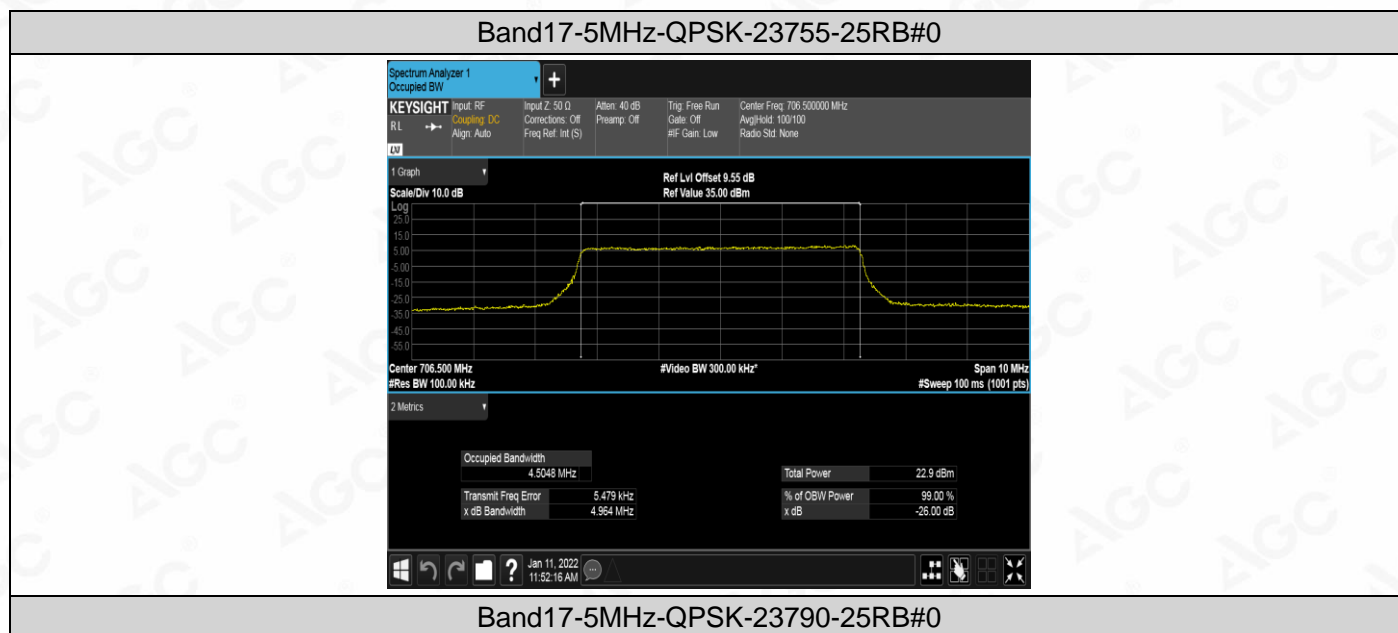 Band17-5MHz-QPSK-23755-25RB#0
Spectrum Analyzer 1
Occupied BW
KEYSIGHT
RL
LXI
Input: RF
Coupling: DC
Align: Auto
Input Z: 50 Ω
Corrections: Off
Freq Ref: Int (S)
Atten: 40 dB
Preamp: Off
Trig: Free Run
Gate: Off
#IF Gain: Low
Center Freq: 706.500000 MHz
Avg|Hold: 100/100
Radio Std: None
1 Graph
Scale/Div 10.0 dB
Ref Lvl Offset 9.55 dB
Ref Value 35.00 dBm
Log
25.0
15.0
5.00
-5.00
-15.0
-25.0
-35.0
-45.0
-55.0
Center 706.500 MHz
#Video BW 300.00 kHz*
Span 10 MHz
#Res BW 100.00 kHz
#Sweep 100 ms (1001 pts)
2 Metrics
Occupied Bandwidth
4.5048 MHz
Total Power 22.9 dBm
Transmit Freq Error 5.479 kHz
% of OBW Power 99.00 %
x dB Bandwidth 4.964 MHz
x dB -26.00 dB
Jan 11, 2022
11:52:16 AM
Band17-5MHz-QPSK-23790-25RB#0
AGC